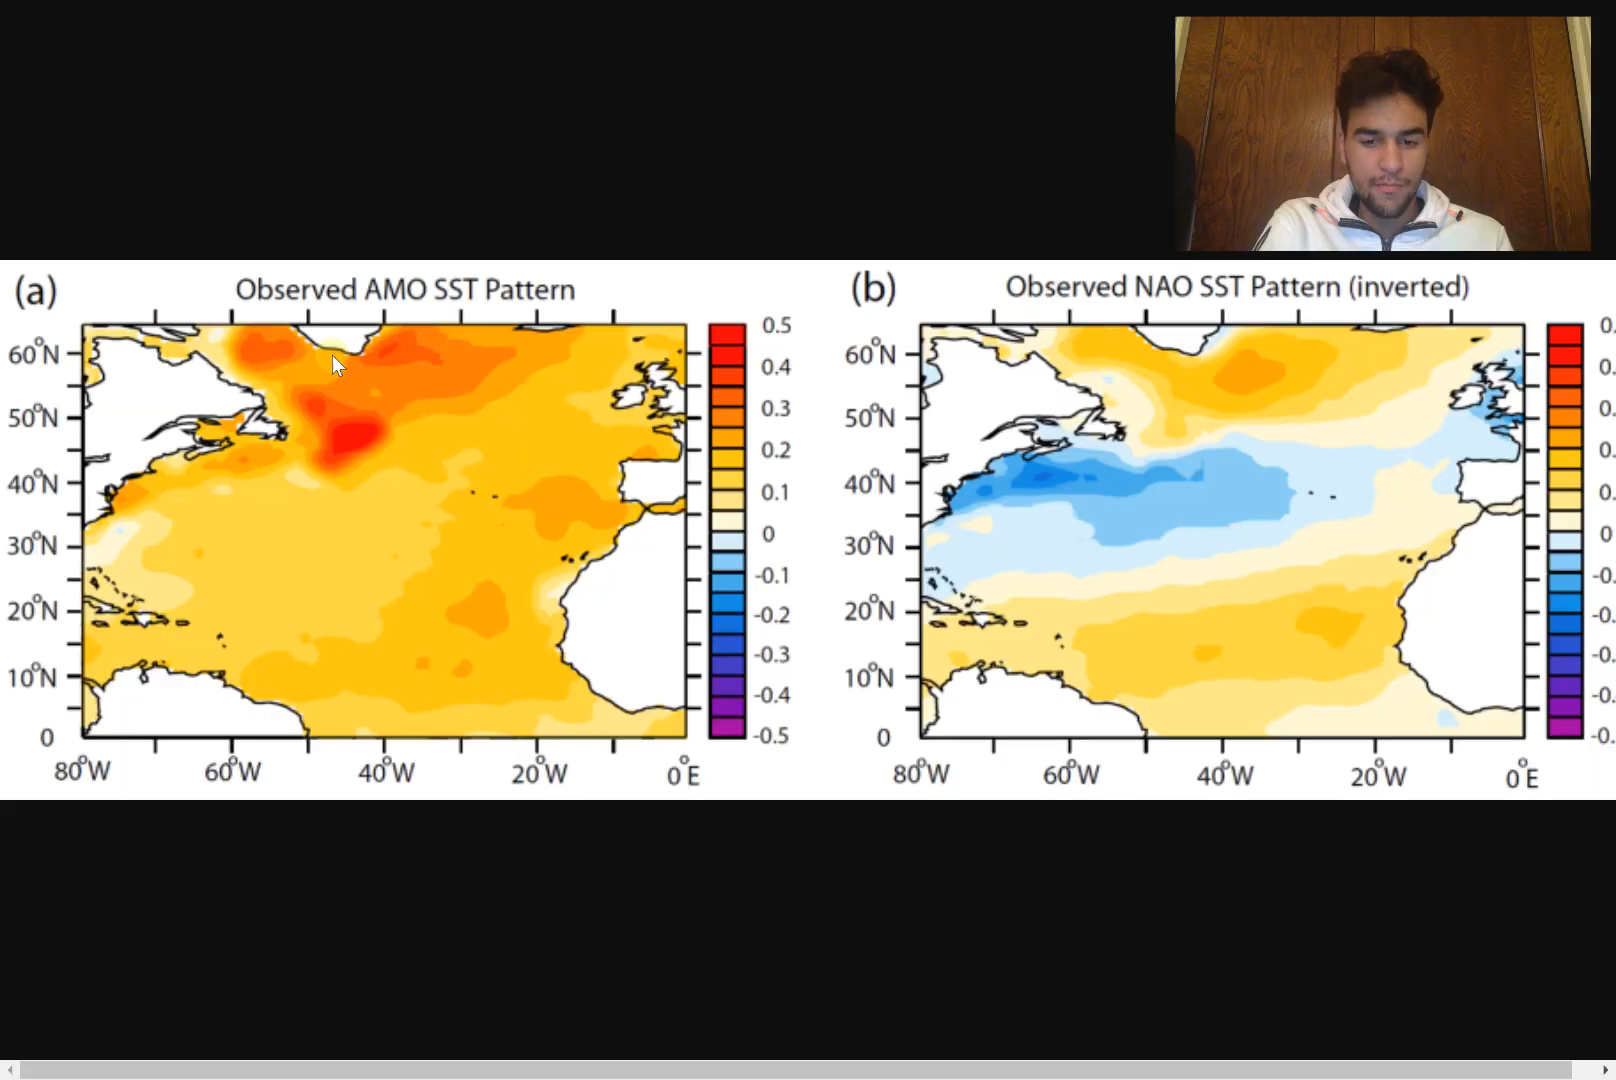 (a) Observed AMO SST Pattern
60°N
50°N
40°N
30°N
20°N
10°N
0
80°W 60°W 40°W 20°W 0°E
0.5
0.4
0.3
0.2
0.1
0
-0.1
-0.2
-0.3
-0.4
-0.5
(b) Observed NAO SST Pattern (inverted)
60°N
50°N
40°N
30°N
20°N
10°N
0
80°W 60°W 40°W 20°W 0°E